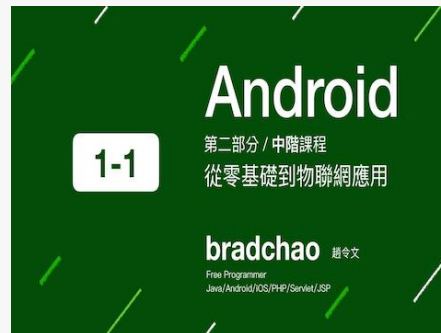 Android
第二部分 / 中階課程
1-1
從零基礎到物聯網應用
bradchao 趙令文
Free Programmer
Java/Android/iOS/PHP/Servlet/JSP